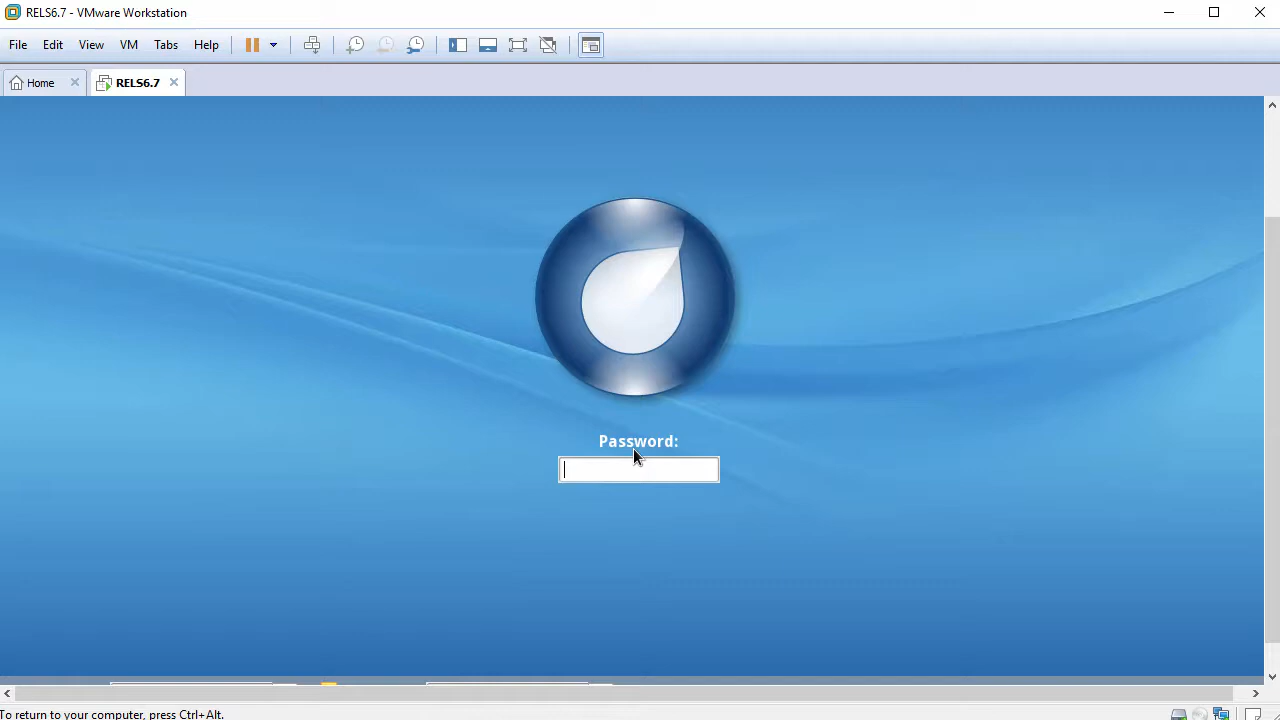 RELS6.7 - VMware Workstation
File Edit View VM Tabs Help
Home RELS6.7
Password:
To return to your computer, press Ctrl+Alt.